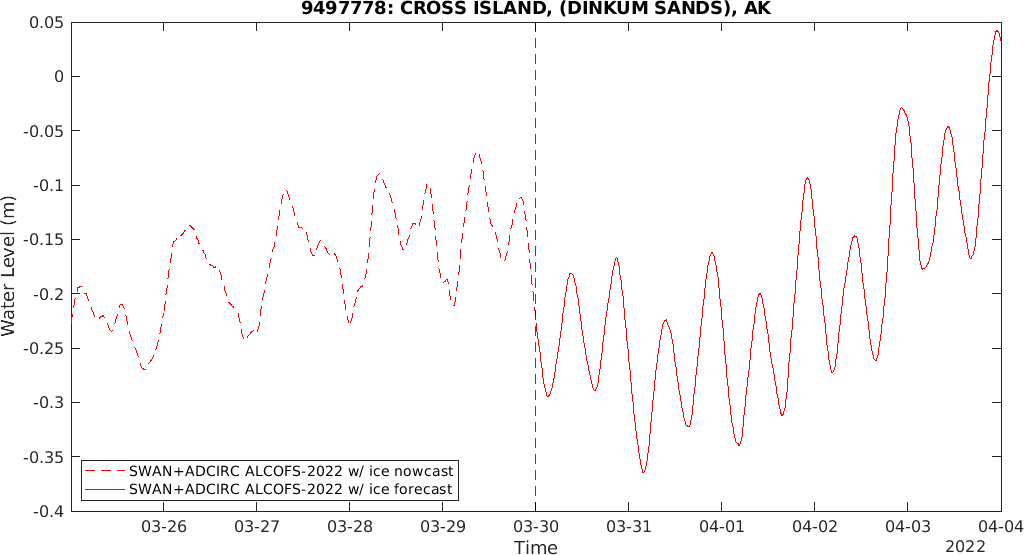 9497778: CROSS ISLAND, (DINKUM SANDS), AK
0.05
0
-0.05
-0.1
-0.15
-0.2
-0.25
-0.3
-0.35
-0.4
Water Level (m)
SWAN+ADCIRC ALCOFS-2022 w/ ice nowcast
SWAN+ADCIRC ALCOFS-2022 w/ ice forecast
03-26 03-27 03-28 03-29 03-30 03-31 04-01 04-02 04-03 04-04
Time
2022